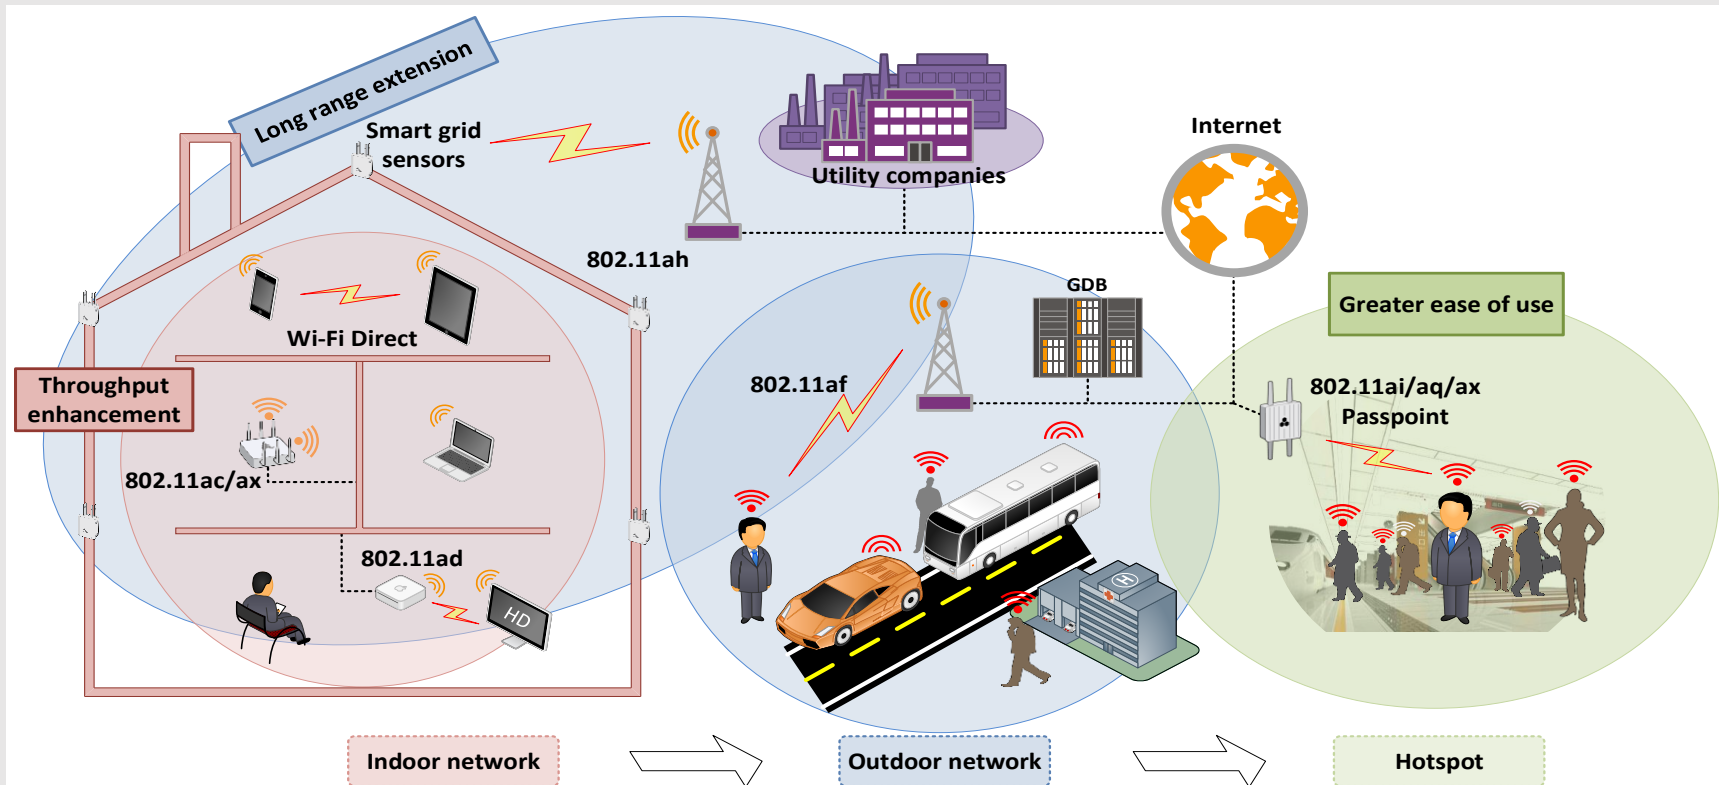 Long range extension
Smart grid
sensors
Utility companies
Internet
802.11ah
GDB
Greater ease of use
Wi-Fi Direct
Throughput
enhancement
802.11af
802.11ai/aq/ax
Passpoint
802.11ac/ax
802.11ad
HD
H
Indoor network
Outdoor network
Hotspot